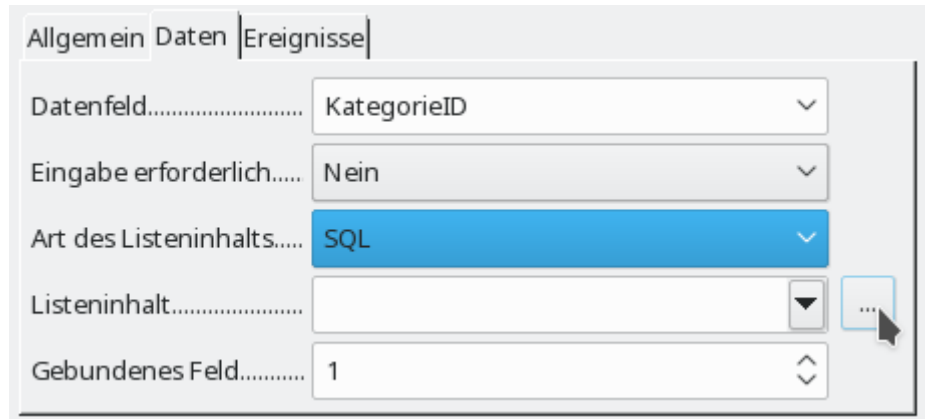 Allgemein Daten Ereignisse
Datenfeld........................... KategorieID
Eingabe erforderlich..... Nein
Art des Listeninhalts..... SQL
Listeninhalt....................... ...
Gebundenes Feld........... 1